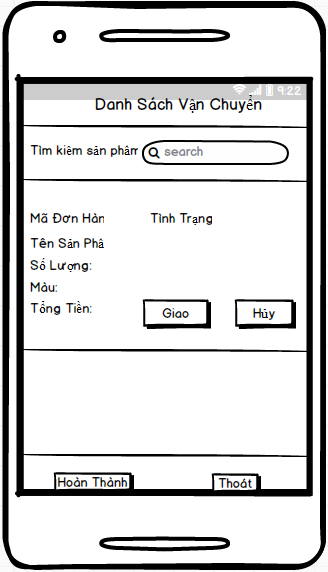 9.22
Danh Sách Vận Chuyển
Tìm kiếm sản phẩm search
Mã Đơn Hàn Tình Trạng
Tên Sản Phẩ
Số Lượng:
Màu:
Tổng Tiền: Giao Hủy
Hoàn Thành Thoát